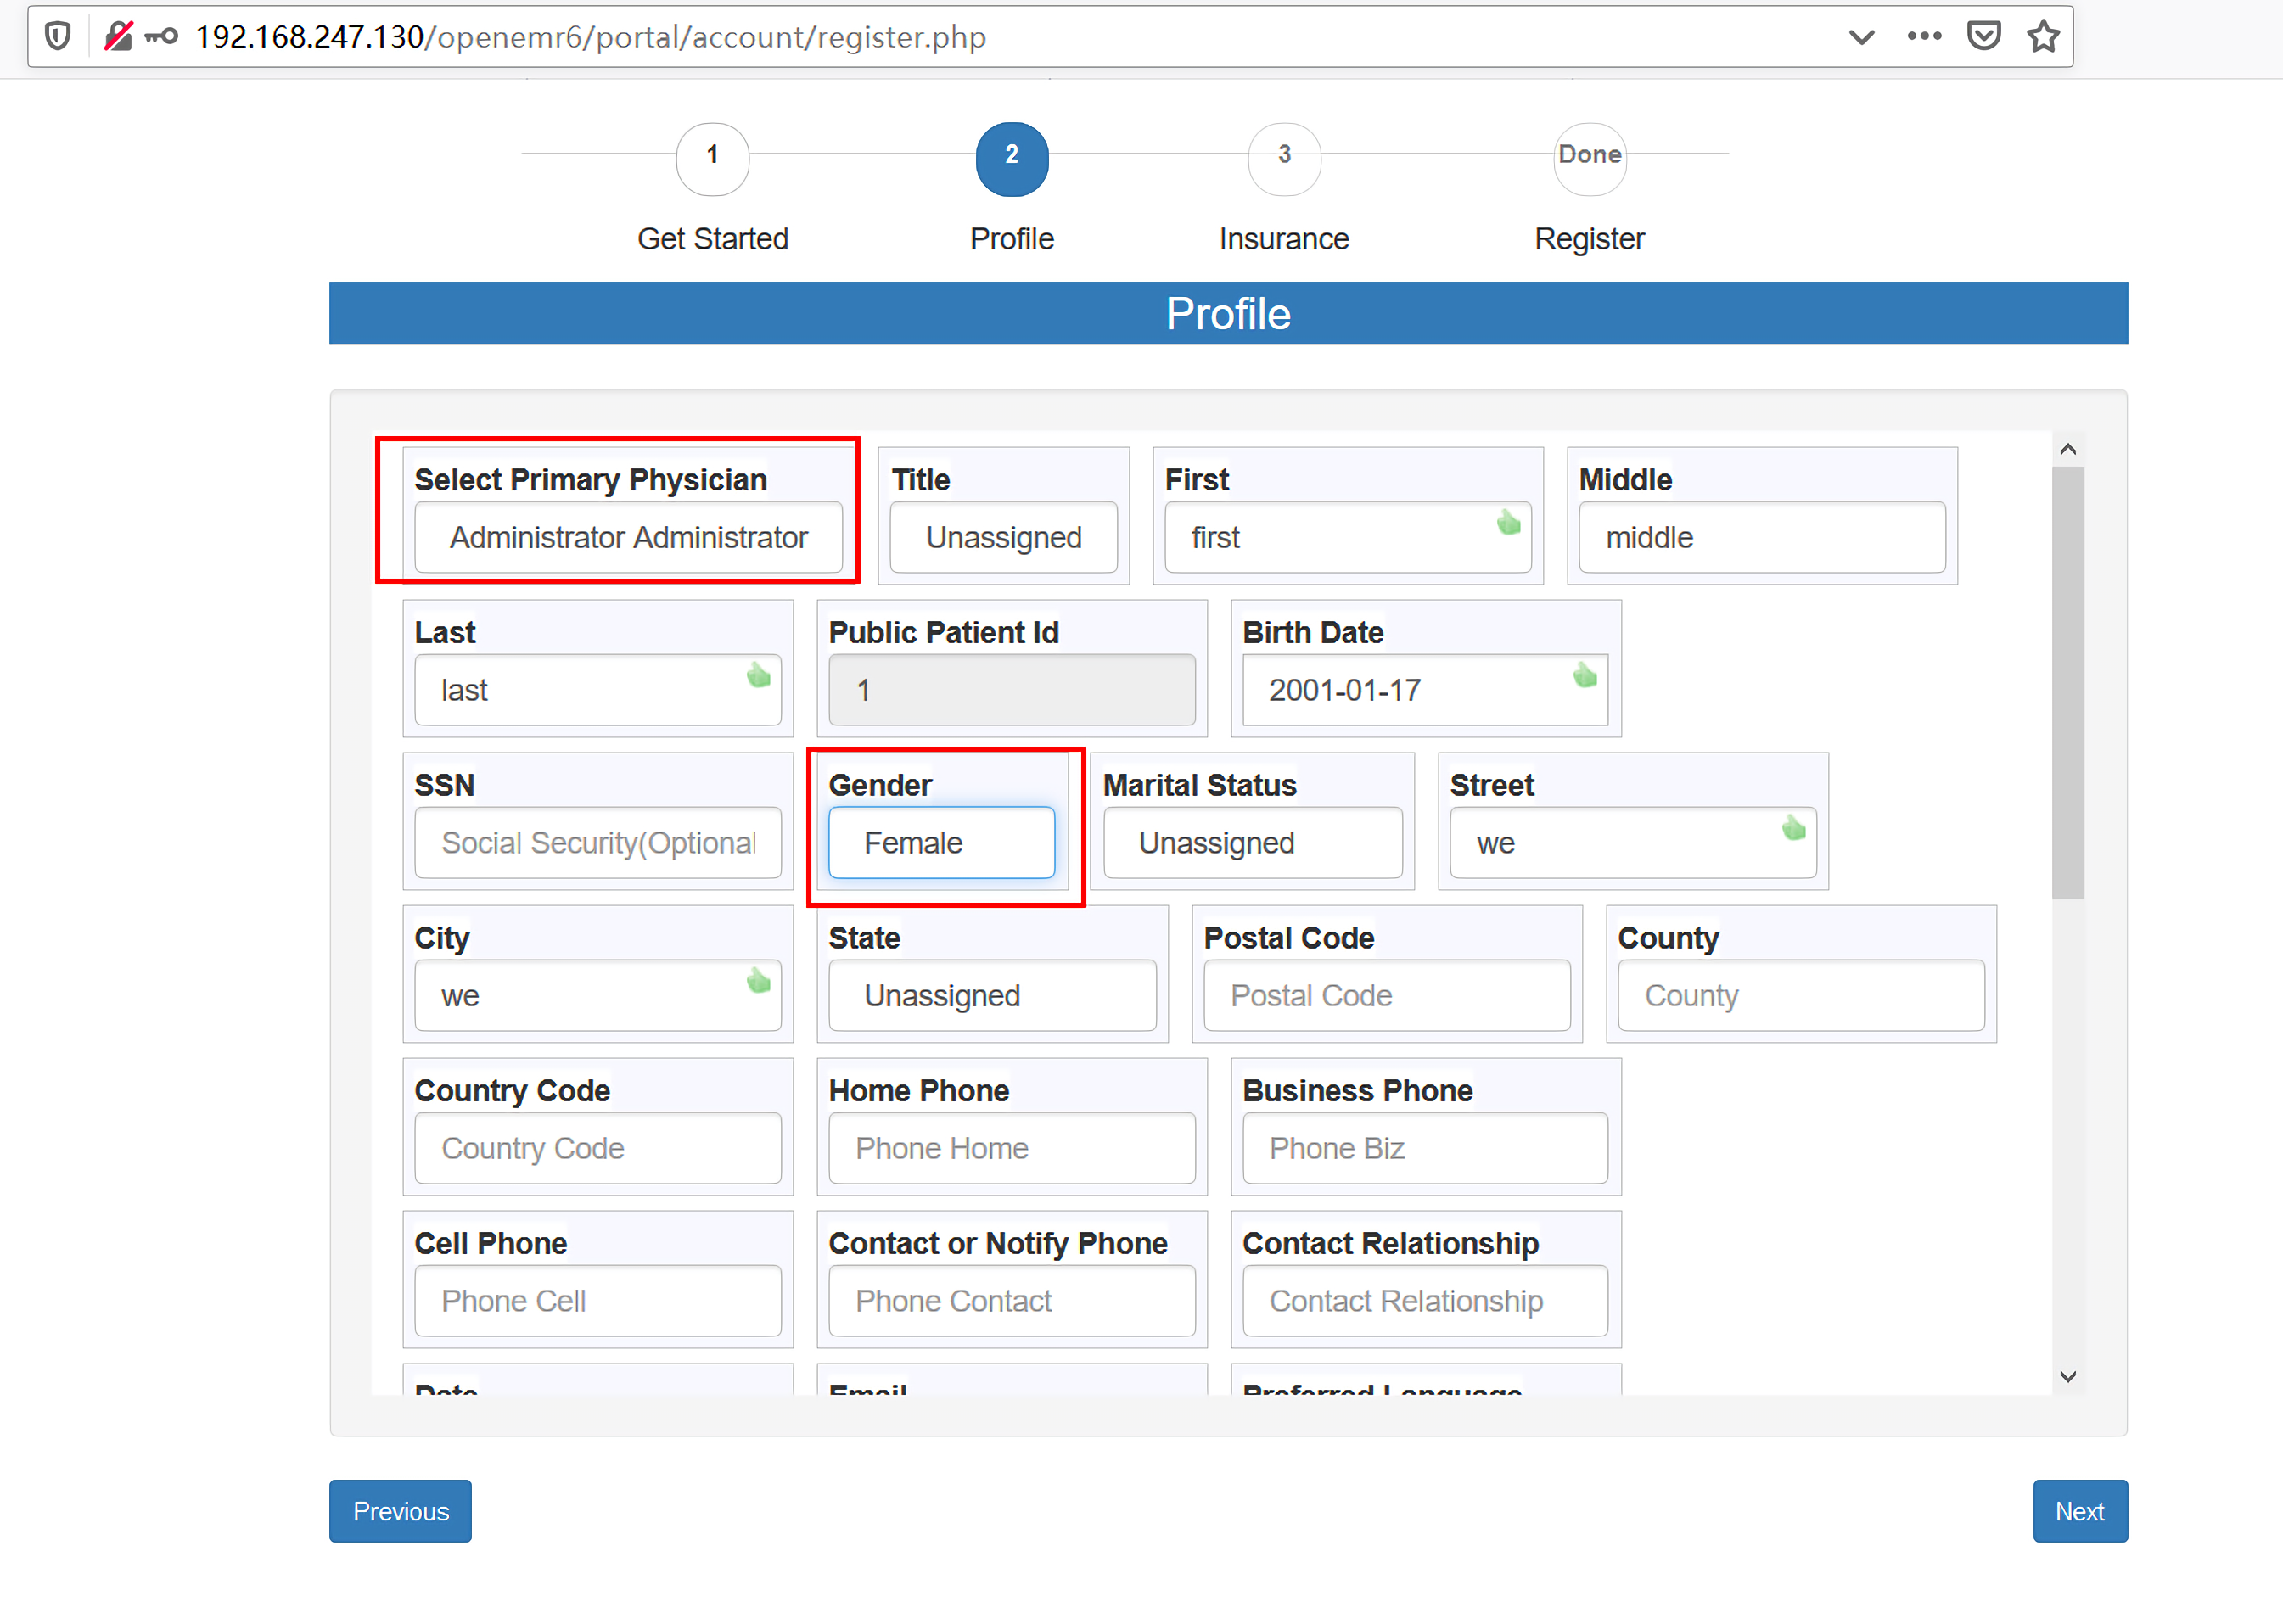 192.168.247.130/openemr6/portal/account/register.php
1 2 3 Done
Get Started Profile Insurance Register
Profile
Select Primary Physician Title First Middle
Administrator Administrator Unassigned first middle
Last Public Patient Id Birth Date
last 1 2001-01-17
SSN Gender Marital Status Street
Social Security(Optional Female Unassigned we
City State Postal Code County
we Unassigned Postal Code County
Country Code Home Phone Business Phone
Country Code Phone Home Phone Biz
Cell Phone Contact or Notify Phone Contact Relationship
Phone Cell Phone Contact Contact Relationship
Date Email Preferred Language
Previous Next